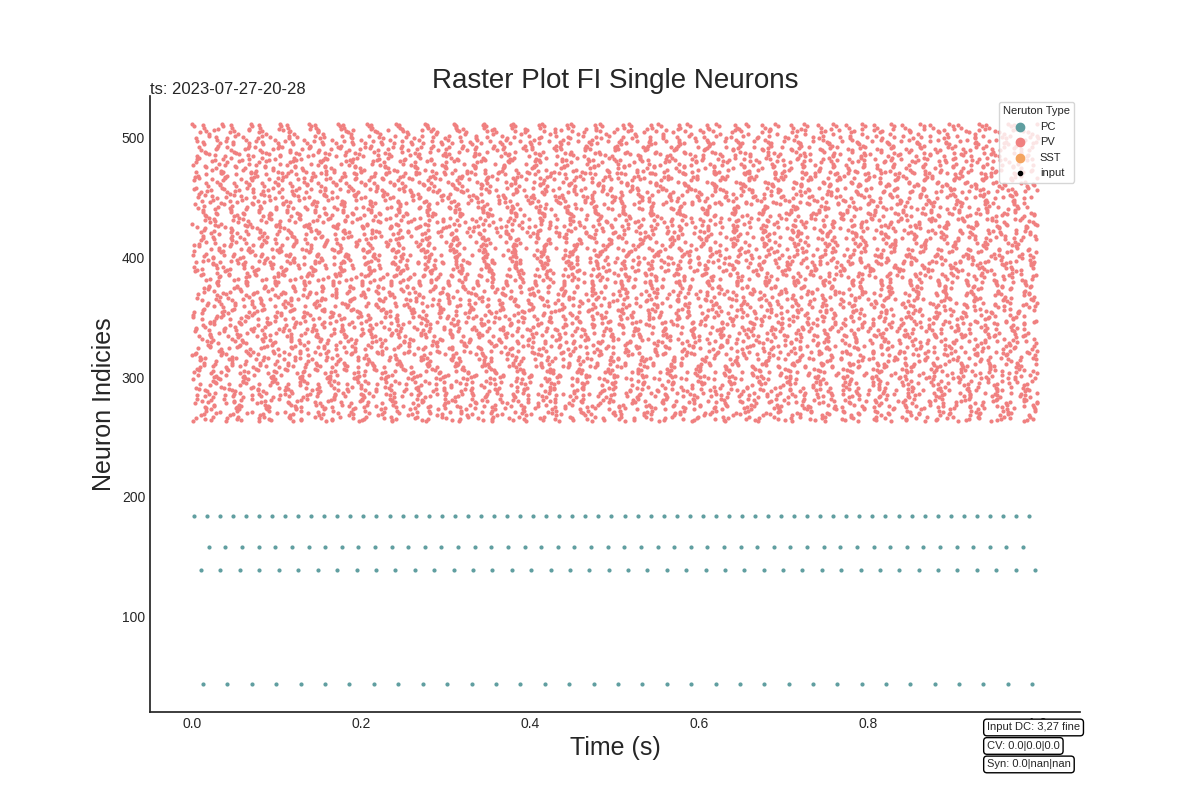 Raster Plot FI Single Neurons
ts: 2023-07-27-20-28
Neruton Type
PC
PV
SST
input
500
400
300
200
100
Neuron Indicies
0.0 0.2 0.4 0.6 0.8
Time (s)
Input DC: 3,27 fine
CV: 0.0|0.0|0.0
Syn: 0.0|nan|nan